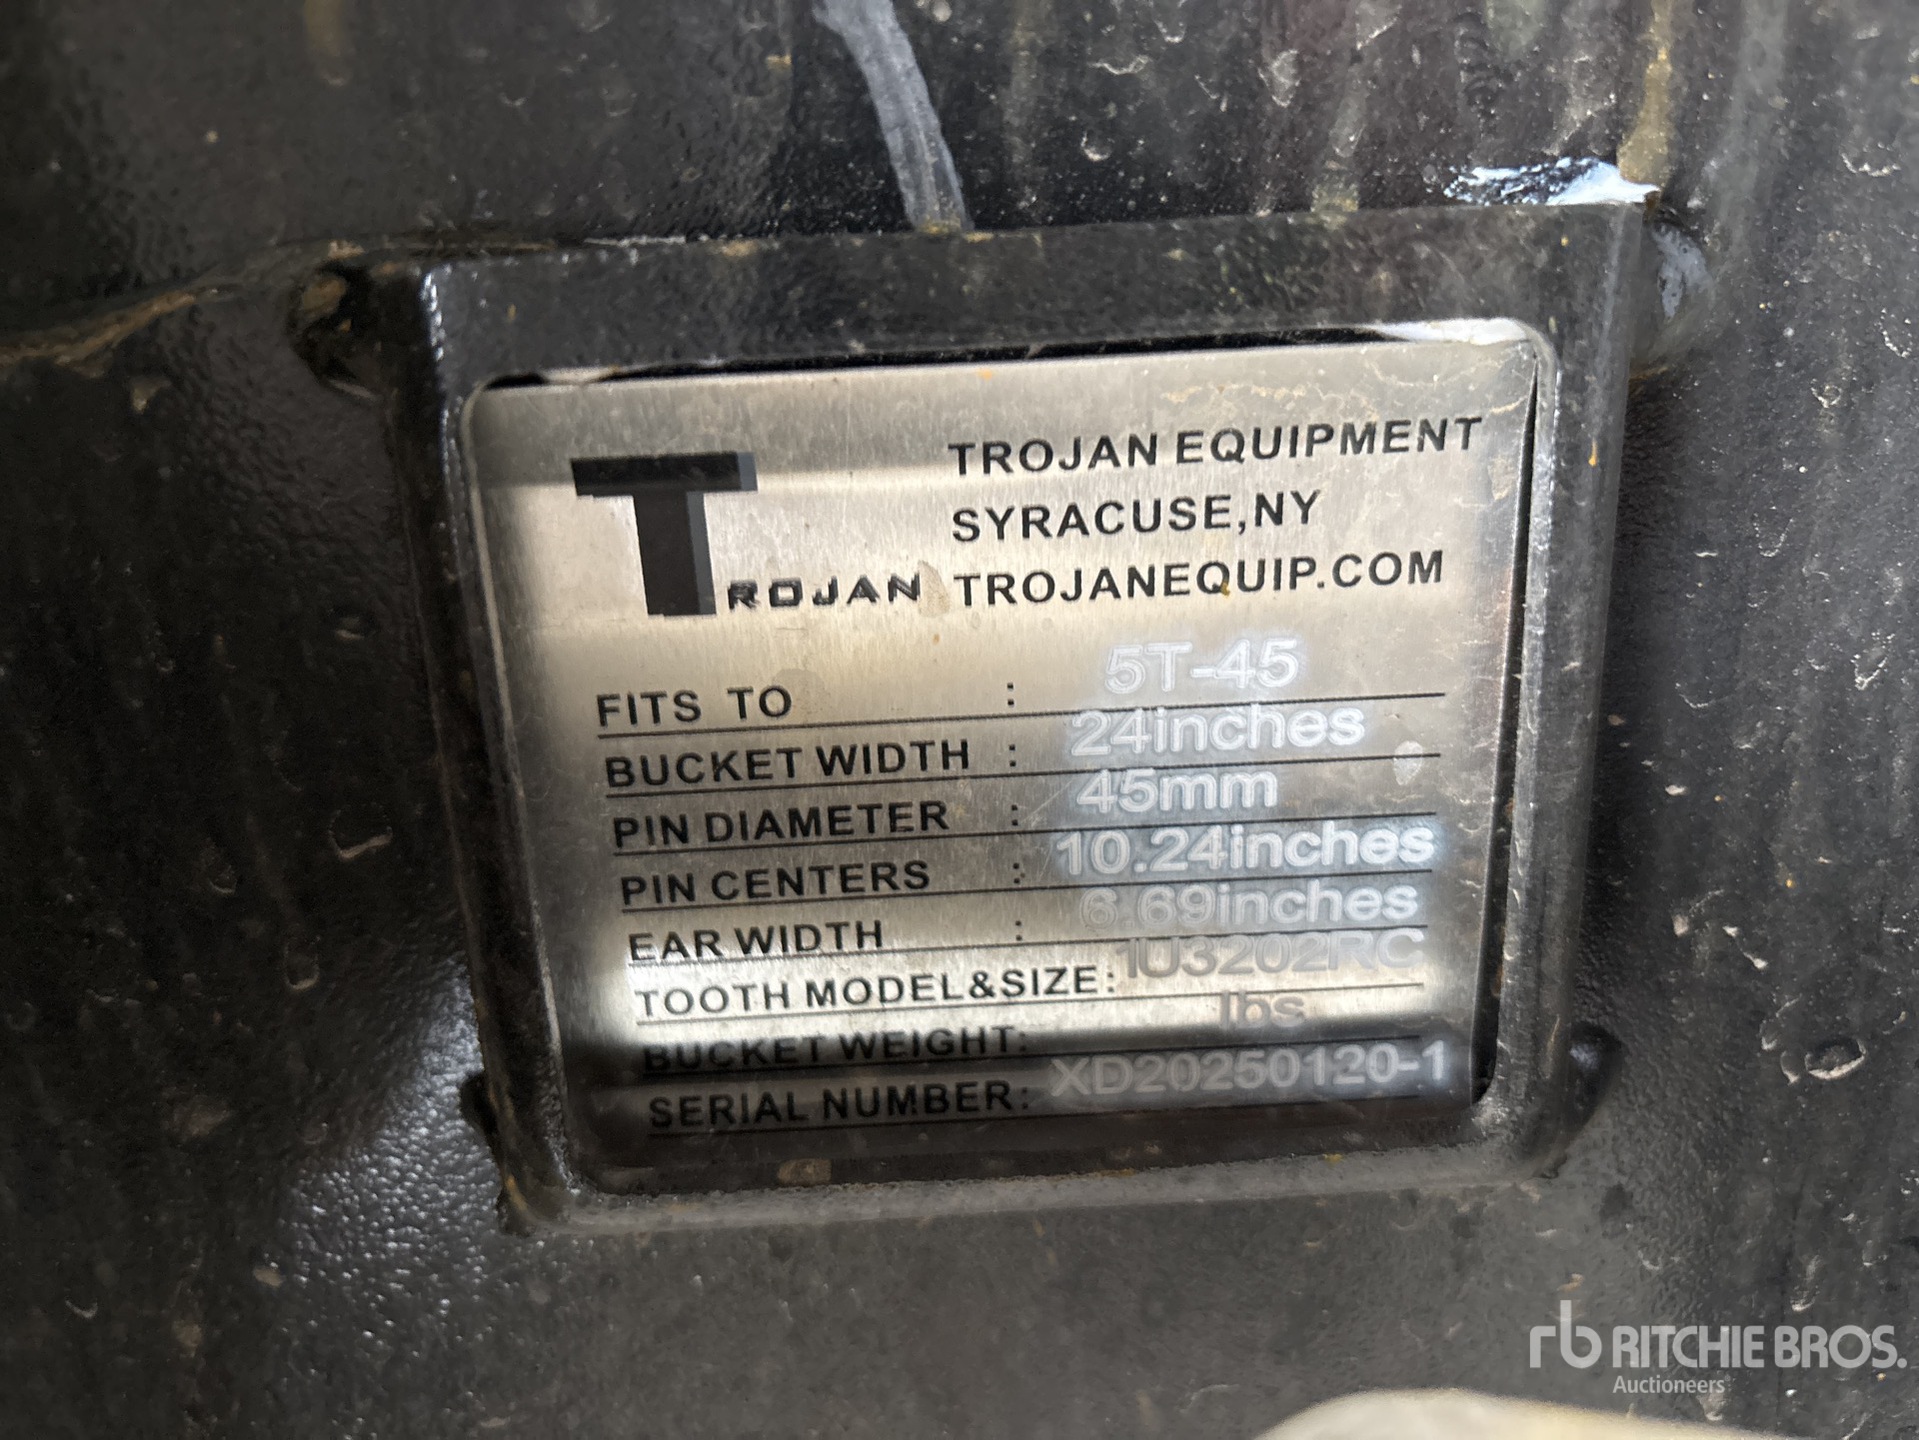 TROJAN
TROJAN EQUIPMENT
SYRACUSE,NY
TROJANEQUIP.COM
FITS TO : 5T-45
BUCKET WIDTH : 24inches
PIN DIAMETER : 45mm
PIN CENTERS : 10.24inches
EAR WIDTH : 6.69inches
TOOTH MODEL&SIZE: 1U3202RC
BUCKET WEIGHT: lbs
SERIAL NUMBER: XD20250120-1
rb RITCHIE BROS.
Auctioneers